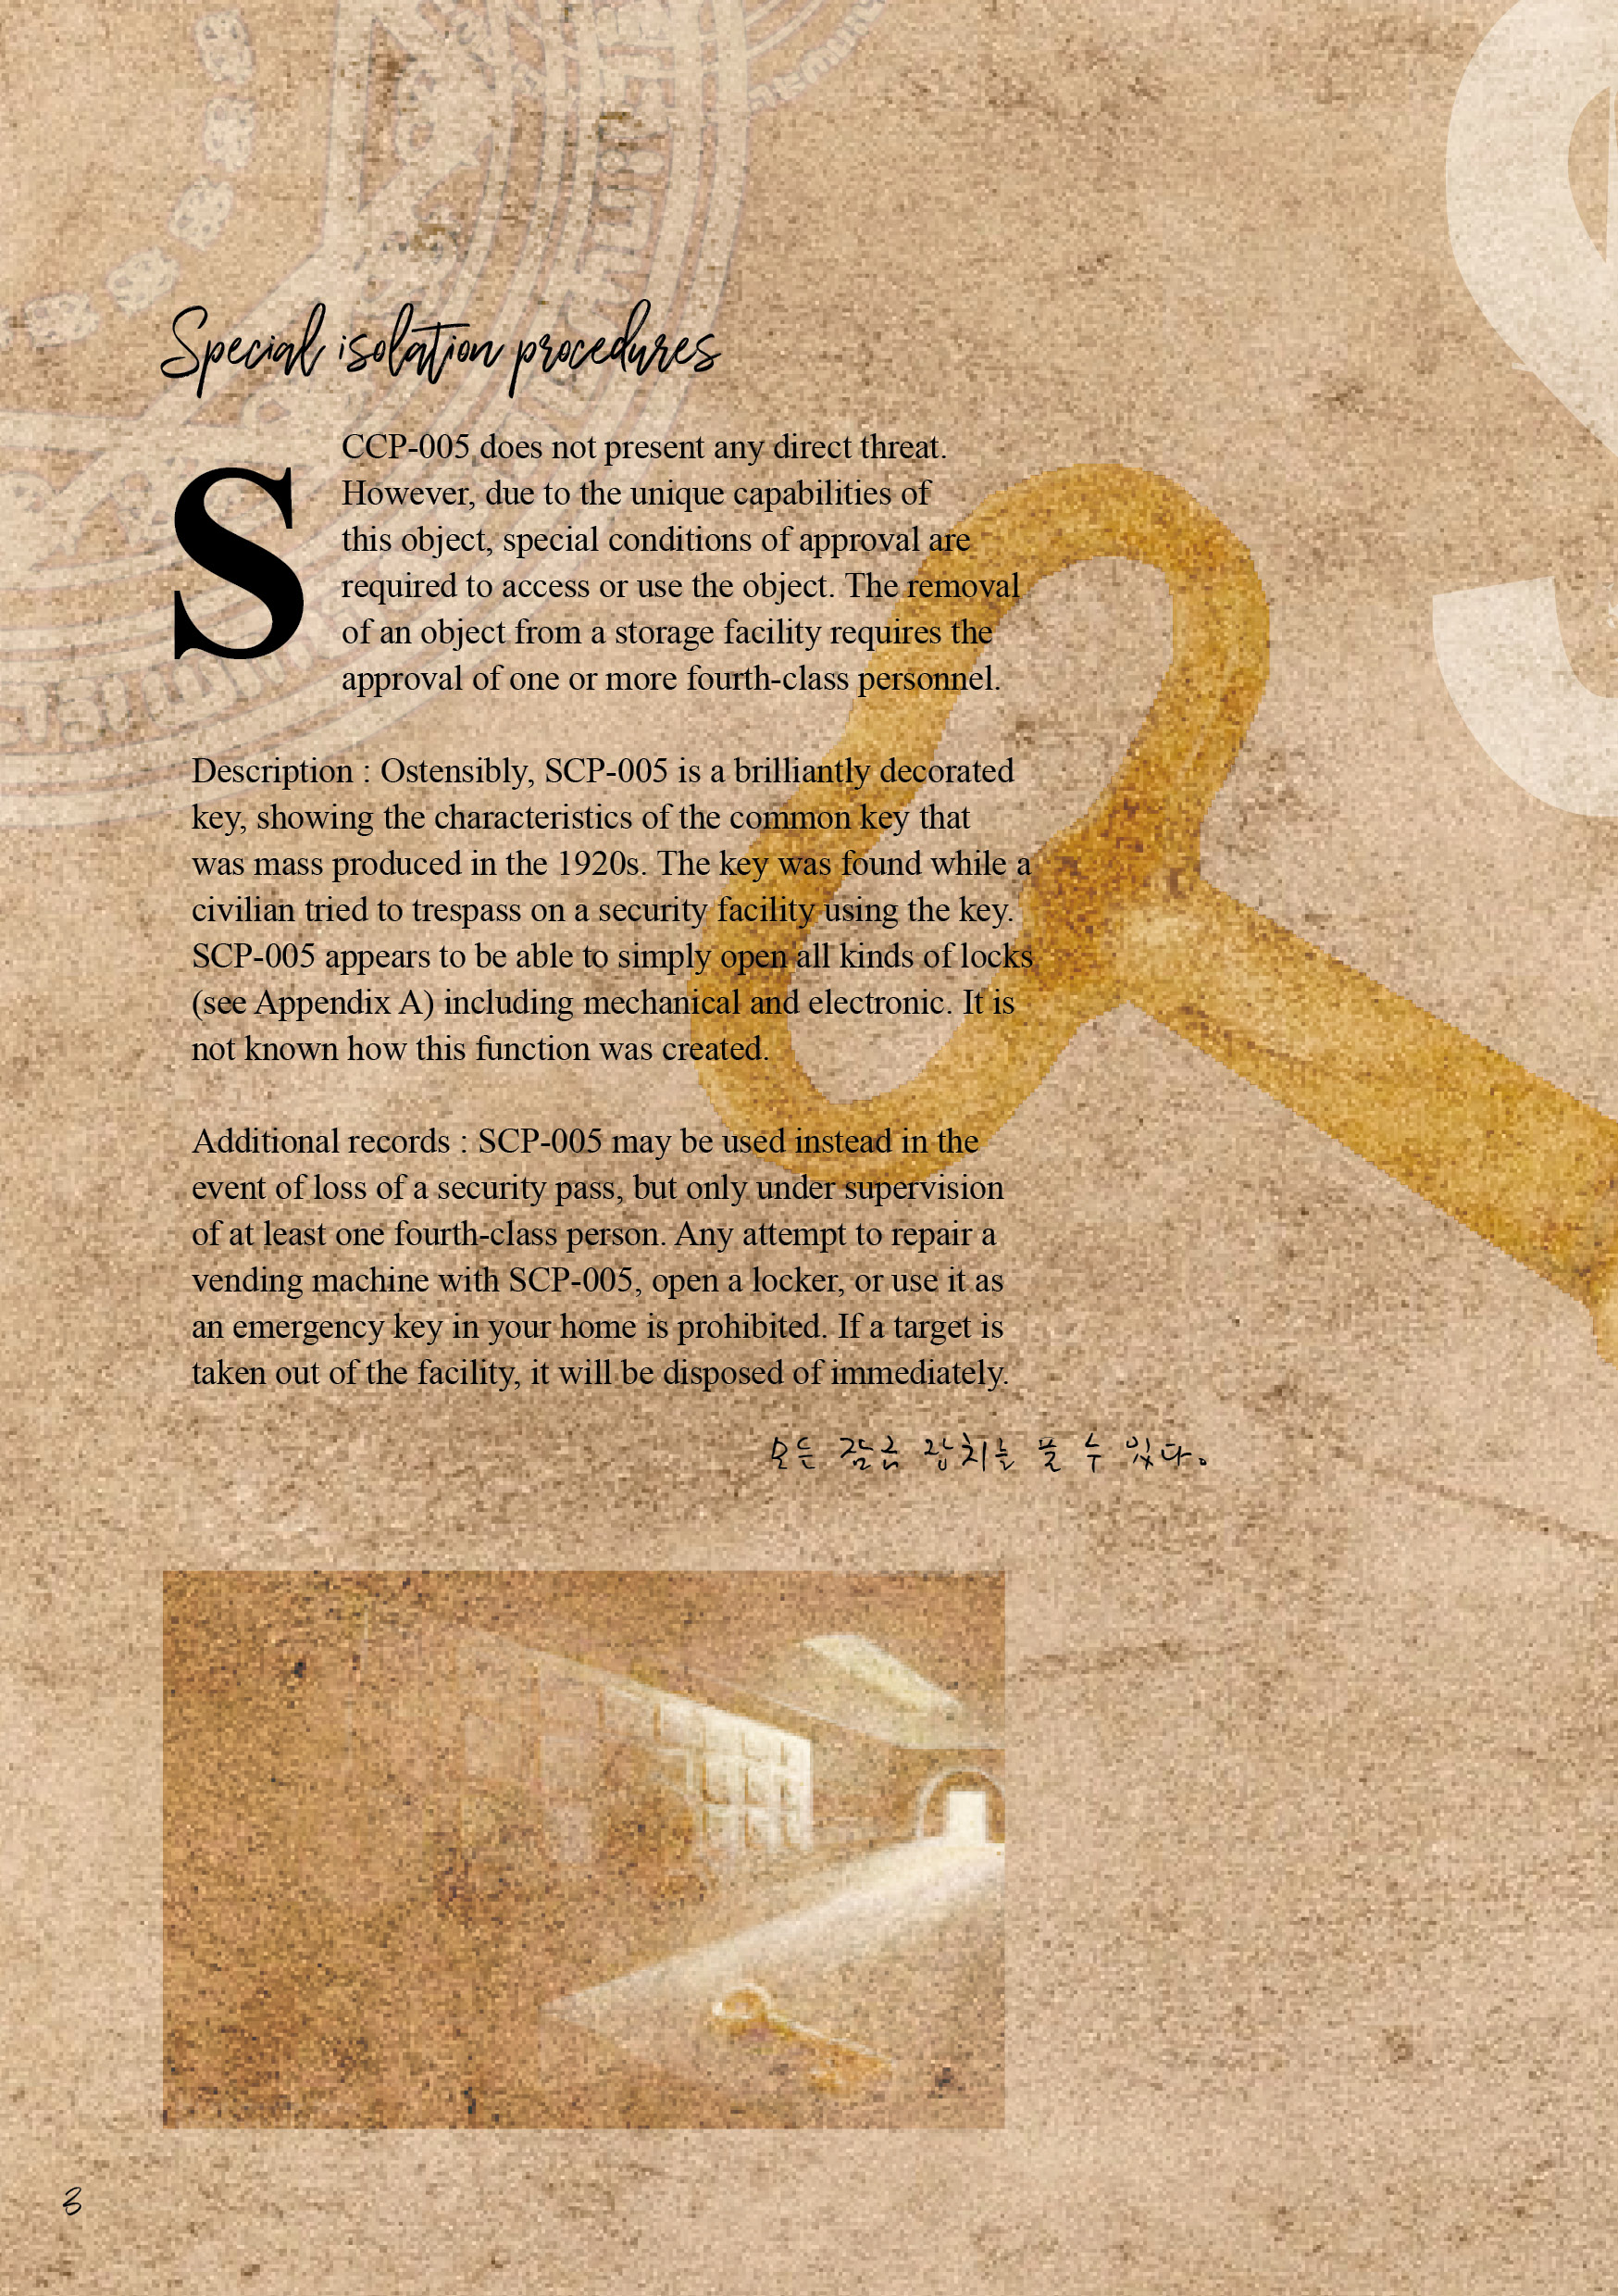 Special isolation procedures
S
CCP-005 does not present any direct threat.
However, due to the unique capabilities of
this object, special conditions of approval are
required to access or use the object. The removal
of an object from a storage facility requires the
approval of one or more fourth-class personnel.
Description : Ostensibly, SCP-005 is a brilliantly decorated
key, showing the characteristics of the common key that
was mass produced in the 1920s. The key was found while a
civilian tried to trespass on a security facility using the key.
SCP-005 appears to be able to simply open all kinds of locks
(see Appendix A) including mechanical and electronic. It is
not known how this function was created.
Additional records : SCP-005 may be used instead in the
event of loss of a security pass, but only under supervision
of at least one fourth-class person. Any attempt to repair a
vending machine with SCP-005, open a locker, or use it as
an emergency key in your home is prohibited. If a target is
taken out of the facility, it will be disposed of immediately.
모든 잠금 장치를 풀 수 있다.
3